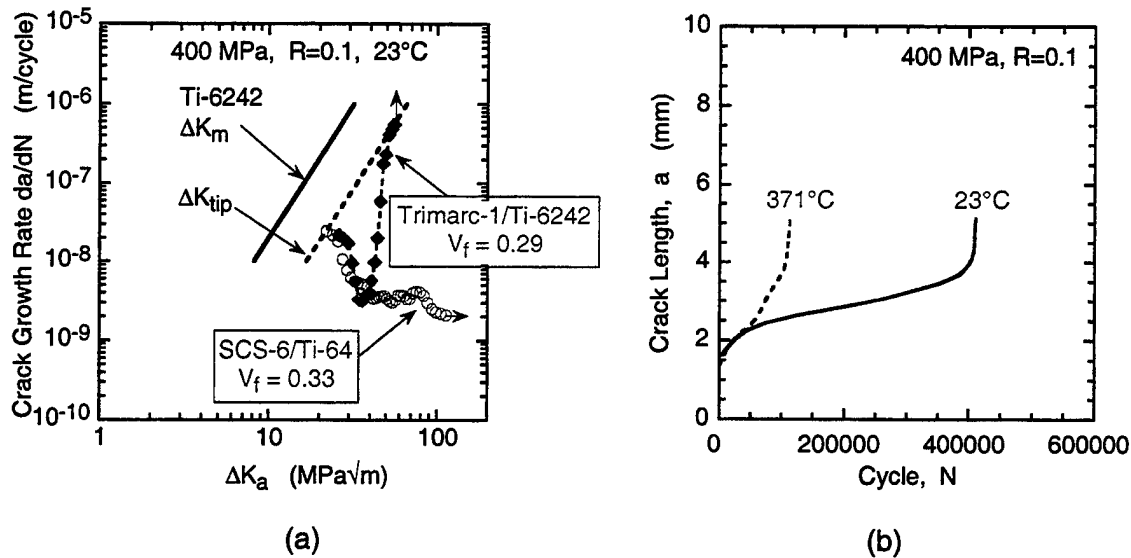 400 MPa, R=0.1, 23°C
Ti-6242
ΔKm
ΔKtip
Trimarc-1/Ti-6242
Vf = 0.29
SCS-6/Ti-64
Vf = 0.33
Crack Growth Rate da/dN (m/cycle)
10-5
10-6
10-7
10-8
10-9
10-10
1
10
100
ΔKa (MPa√m)
(a)
400 MPa, R=0.1
371°C
23°C
Crack Length, a (mm)
10
8
6
4
2
0
0
200000
400000
600000
Cycle, N
(b)